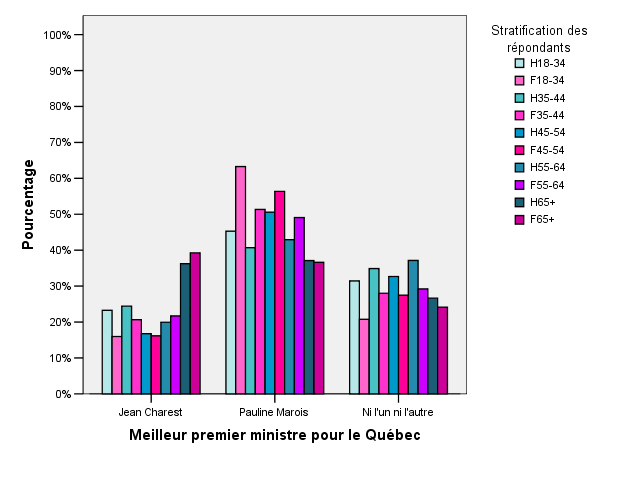 Pourcentage
100%
90%
80%
70%
60%
50%
40%
30%
20%
10%
0%
Jean Charest
Pauline Marois
Ni l'un ni l'autre
Meilleur premier ministre pour le Québec
Stratification des
répondants
H18-34
F18-34
H35-44
F35-44
H45-54
F45-54
H55-64
F55-64
H65+
F65+